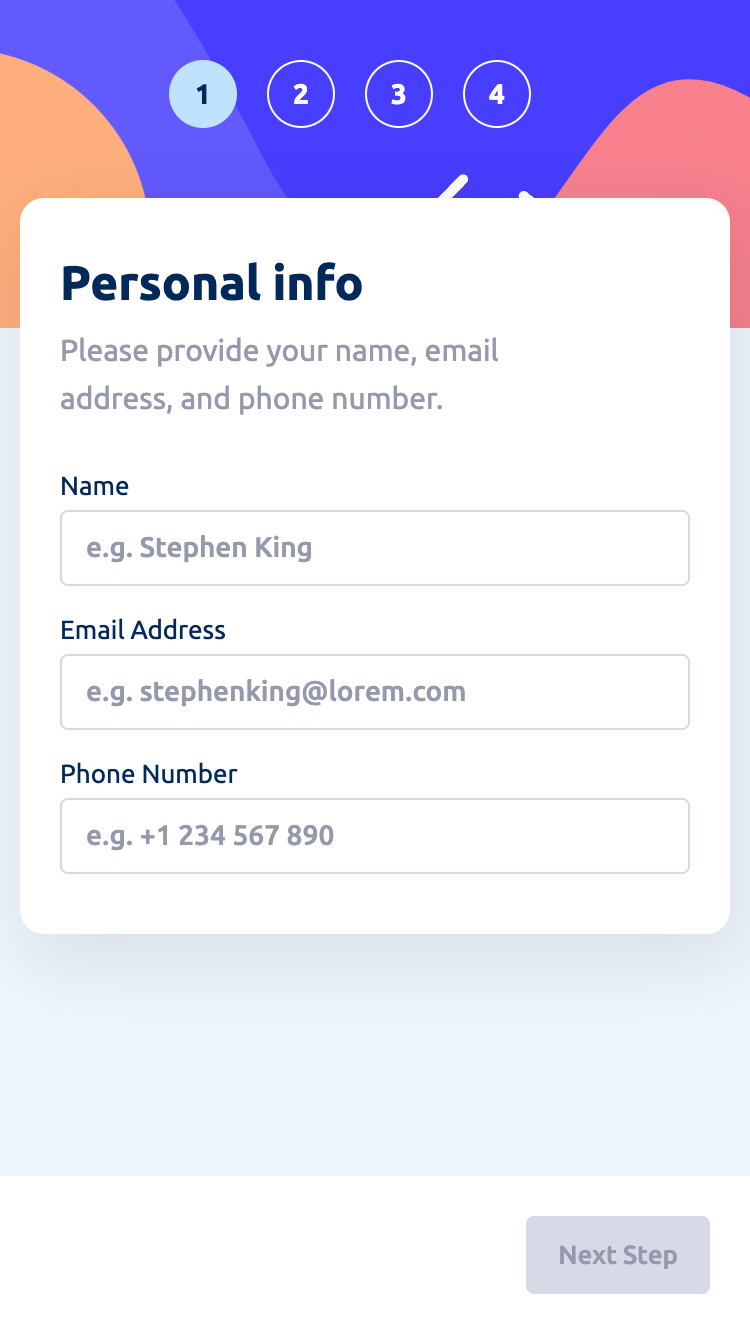 1 2 3 4
Personal info
Please provide your name, email
address, and phone number.
Name
e.g. Stephen King
Email Address
e.g. stephenking@lorem.com
Phone Number
e.g. +1 234 567 890
Next Step